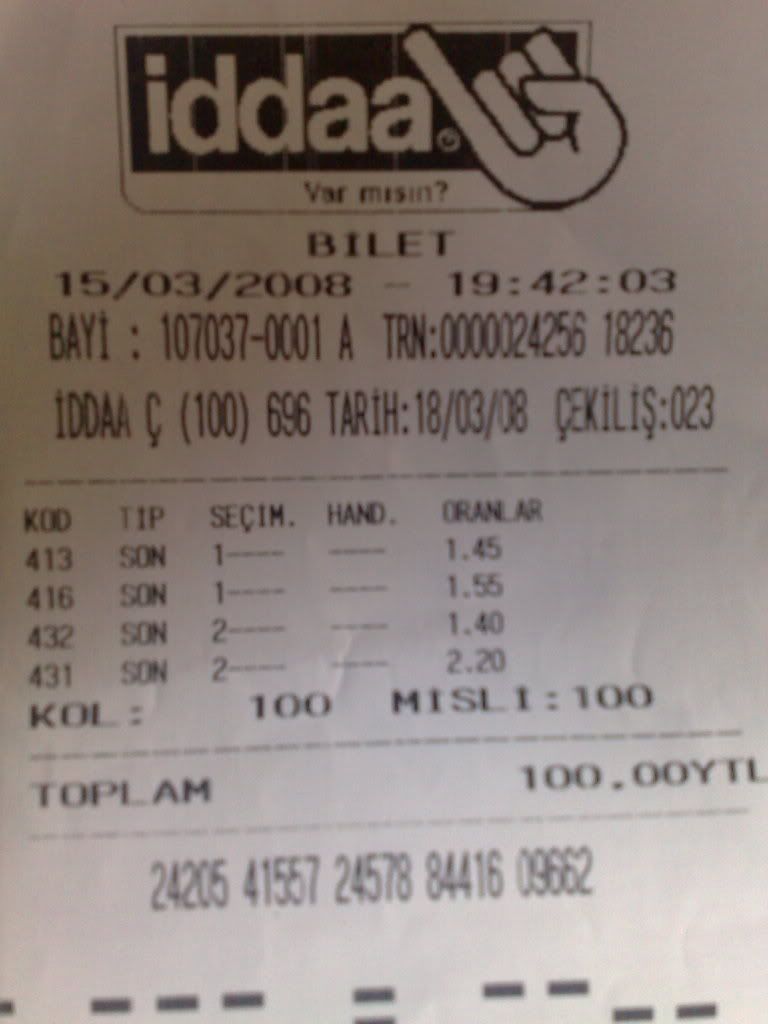 iddaa®
Var mısın?
BİLET
15/03/2008 - 19:42:03
BAYİ : 107037-0001 A TRN:0000024256 18236
İDDAA Ç (100) 696 TARİH:18/03/08 ÇEKİLİŞ:023
KOD TIP SEÇIM. HAND. ORANLAR
413 SON 1---- ---- 1.45
416 SON 1---- ---- 1.55
432 SON 2---- ---- 1.40
431 SON 2---- ---- 2.20
KOL: 100 MISLI:100
TOPLAM 100.00YTL
24205 41557 24578 84416 09662